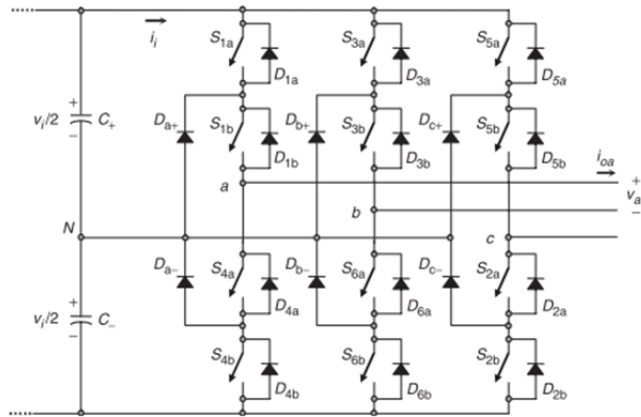 i_i
S_1a
D_1a
S_3a
D_3a
S_5a
D_5a
+
v_i/2
C_+
−
D_a+
S_1b
D_1b
D_b+
S_3b
D_3b
D_c+
S_5b
D_5b
i_oa
a
+
v_a
−
b
N
c
D_a−
S_4a
D_4a
D_b−
S_6a
D_6a
D_c−
S_2a
D_2a
+
v_i/2
C_−
−
S_4b
D_4b
S_6b
D_6b
S_2b
D_2b